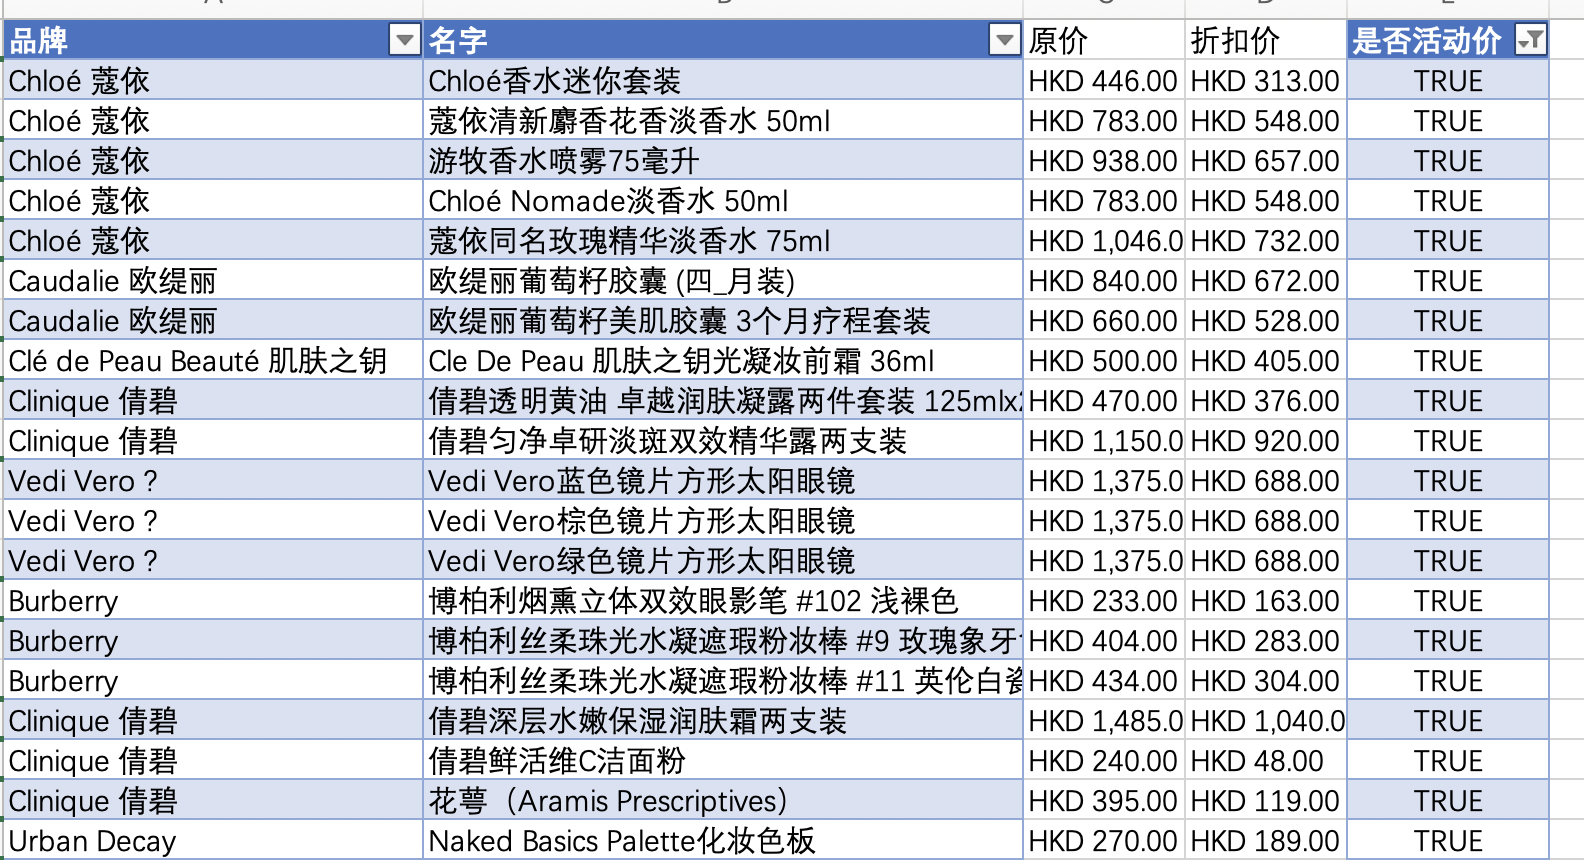 品牌 名字 原价 折扣价 是否活动价
Chloé 蔻依 Chloé香水迷你套装 HKD 446.00 HKD 313.00 TRUE
Chloé 蔻依 蔻依清新麝香花香淡香水 50ml HKD 783.00 HKD 548.00 TRUE
Chloé 蔻依 游牧香水喷雾75毫升 HKD 938.00 HKD 657.00 TRUE
Chloé 蔻依 Chloé Nomade淡香水 50ml HKD 783.00 HKD 548.00 TRUE
Chloé 蔻依 蔻依同名玫瑰精华淡香水 75ml HKD 1,046.0 HKD 732.00 TRUE
Caudalie 欧缇丽 欧缇丽葡萄籽胶囊 (四_月装) HKD 840.00 HKD 672.00 TRUE
Caudalie 欧缇丽 欧缇丽葡萄籽美肌胶囊 3个月疗程套装 HKD 660.00 HKD 528.00 TRUE
Clé de Peau Beauté 肌肤之钥 Cle De Peau 肌肤之钥光凝妆前霜 36ml HKD 500.00 HKD 405.00 TRUE
Clinique 倩碧 倩碧透明黄油 卓越润肤凝露两件套装 125mlx HKD 470.00 HKD 376.00 TRUE
Clinique 倩碧 倩碧匀净卓研淡斑双效精华露两支装 HKD 1,150.0 HKD 920.00 TRUE
Vedi Vero ? Vedi Vero蓝色镜片方形太阳眼镜 HKD 1,375.0 HKD 688.00 TRUE
Vedi Vero ? Vedi Vero棕色镜片方形太阳眼镜 HKD 1,375.0 HKD 688.00 TRUE
Vedi Vero ? Vedi Vero绿色镜片方形太阳眼镜 HKD 1,375.0 HKD 688.00 TRUE
Burberry 博柏利烟熏立体双效眼影笔 #102 浅裸色 HKD 233.00 HKD 163.00 TRUE
Burberry 博柏利丝柔珠光水凝遮瑕粉妆棒 #9 玫瑰象牙 HKD 404.00 HKD 283.00 TRUE
Burberry 博柏利丝柔珠光水凝遮瑕粉妆棒 #11 英伦白瓷 HKD 434.00 HKD 304.00 TRUE
Clinique 倩碧 倩碧深层水嫩保湿润肤霜两支装 HKD 1,485.0 HKD 1,040.0 TRUE
Clinique 倩碧 倩碧鲜活维C洁面粉 HKD 240.00 HKD 48.00 TRUE
Clinique 倩碧 花萼（Aramis Prescriptives） HKD 395.00 HKD 119.00 TRUE
Urban Decay Naked Basics Palette化妆色板 HKD 270.00 HKD 189.00 TRUE